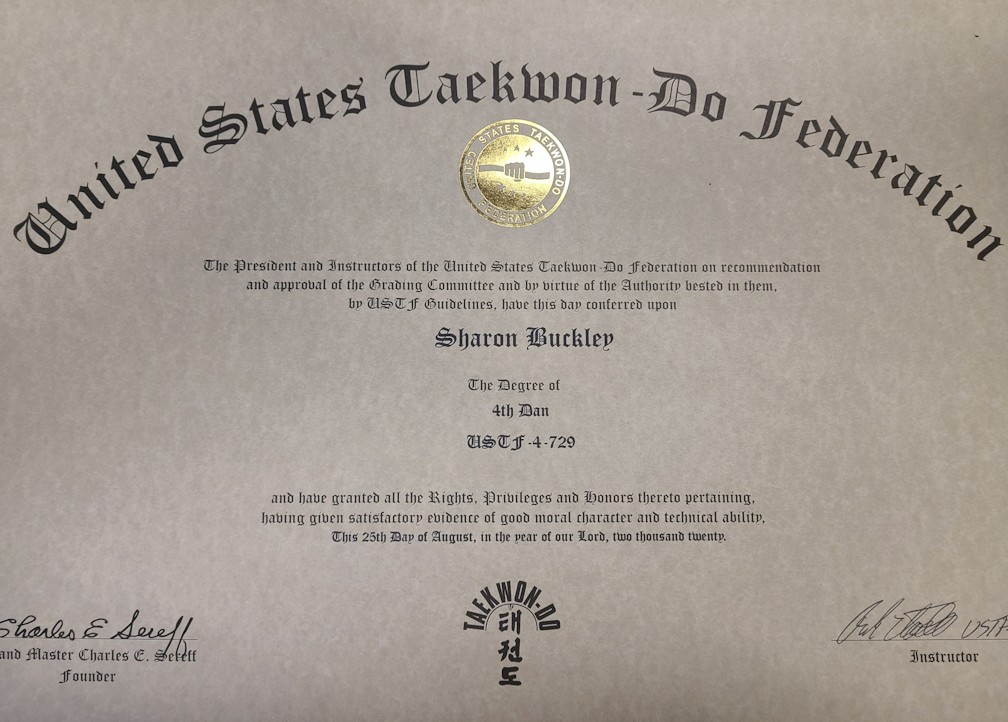 United States Taekwon-Do Federation
UNITED STATES TAEKWON-DO
FEDERATION
The President and Instructors of the United States Taekwon-Do Federation on recommendation
and approval of the Grading Committee and by virtue of the Authority vested in them,
by USTF Guidelines, have this day conferred upon
Sharon Buckley
The Degree of
4th Dan
USTF-4-729
and have granted all the Rights, Privileges and Honors thereto pertaining,
having given satisfactory evidence of good moral character and technical ability,
This 25th Day of August, in the year of our Lord, two thousand twenty.
Charles E Sereff
and Master Charles E. Sereff
Founder
TAEKWON-DO
태
권
도
Instructor